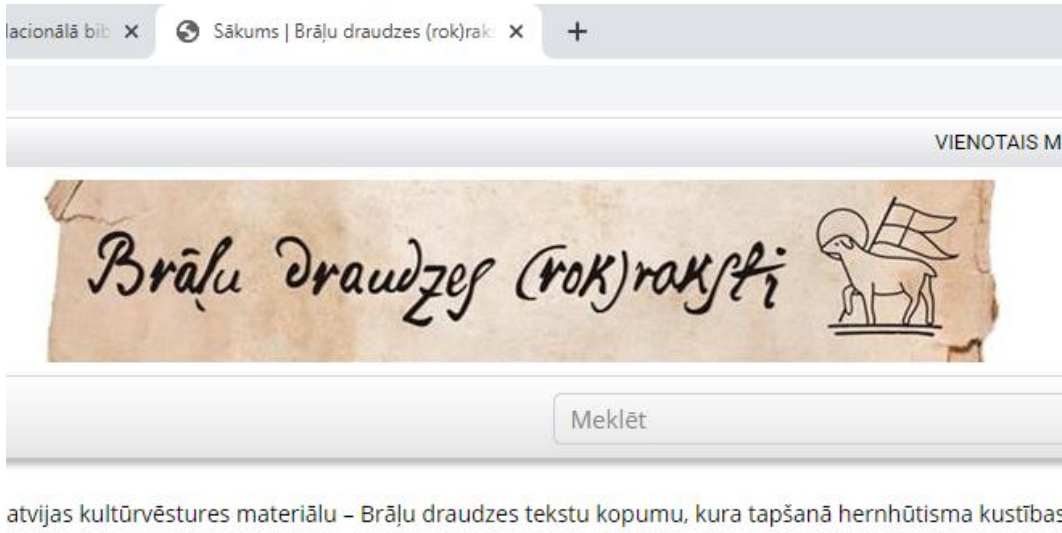 lacionālā bib
Sākums | Brāļu draudzes (rok)rak
VIENOTAIS M
Brāļu draudzes (rok)raksti
Meklēt
atvijas kultūrvēstures materiālu – Brāļu draudzes tekstu kopumu, kura tapšanā hernhūtisma kustības